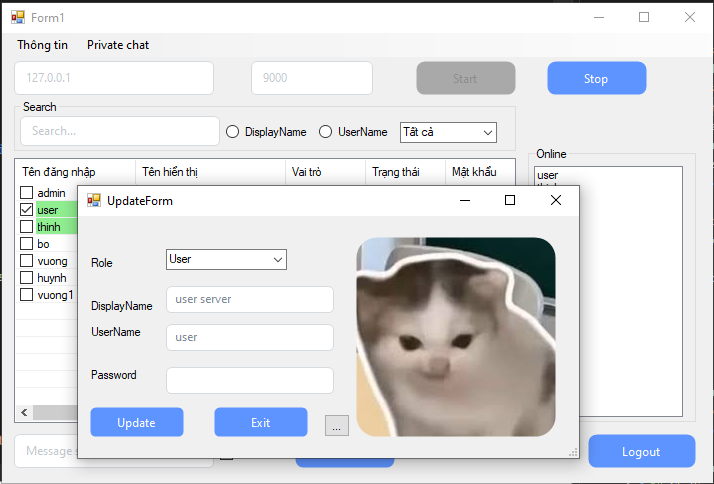 Form1
Thông tin Private chat
127.0.0.1 9000 Start Stop
Search
Search... DisplayName UserName Tất cả
Online
Tên đăng nhập Tên hiển thị Vai trò Trạng thái Mật khẩu
user
admin
user
thinh
bo
vuong
huynh
vuong1
UpdateForm
Role User
DisplayName user server
UserName user
Password
Update Exit ...
Message Logout